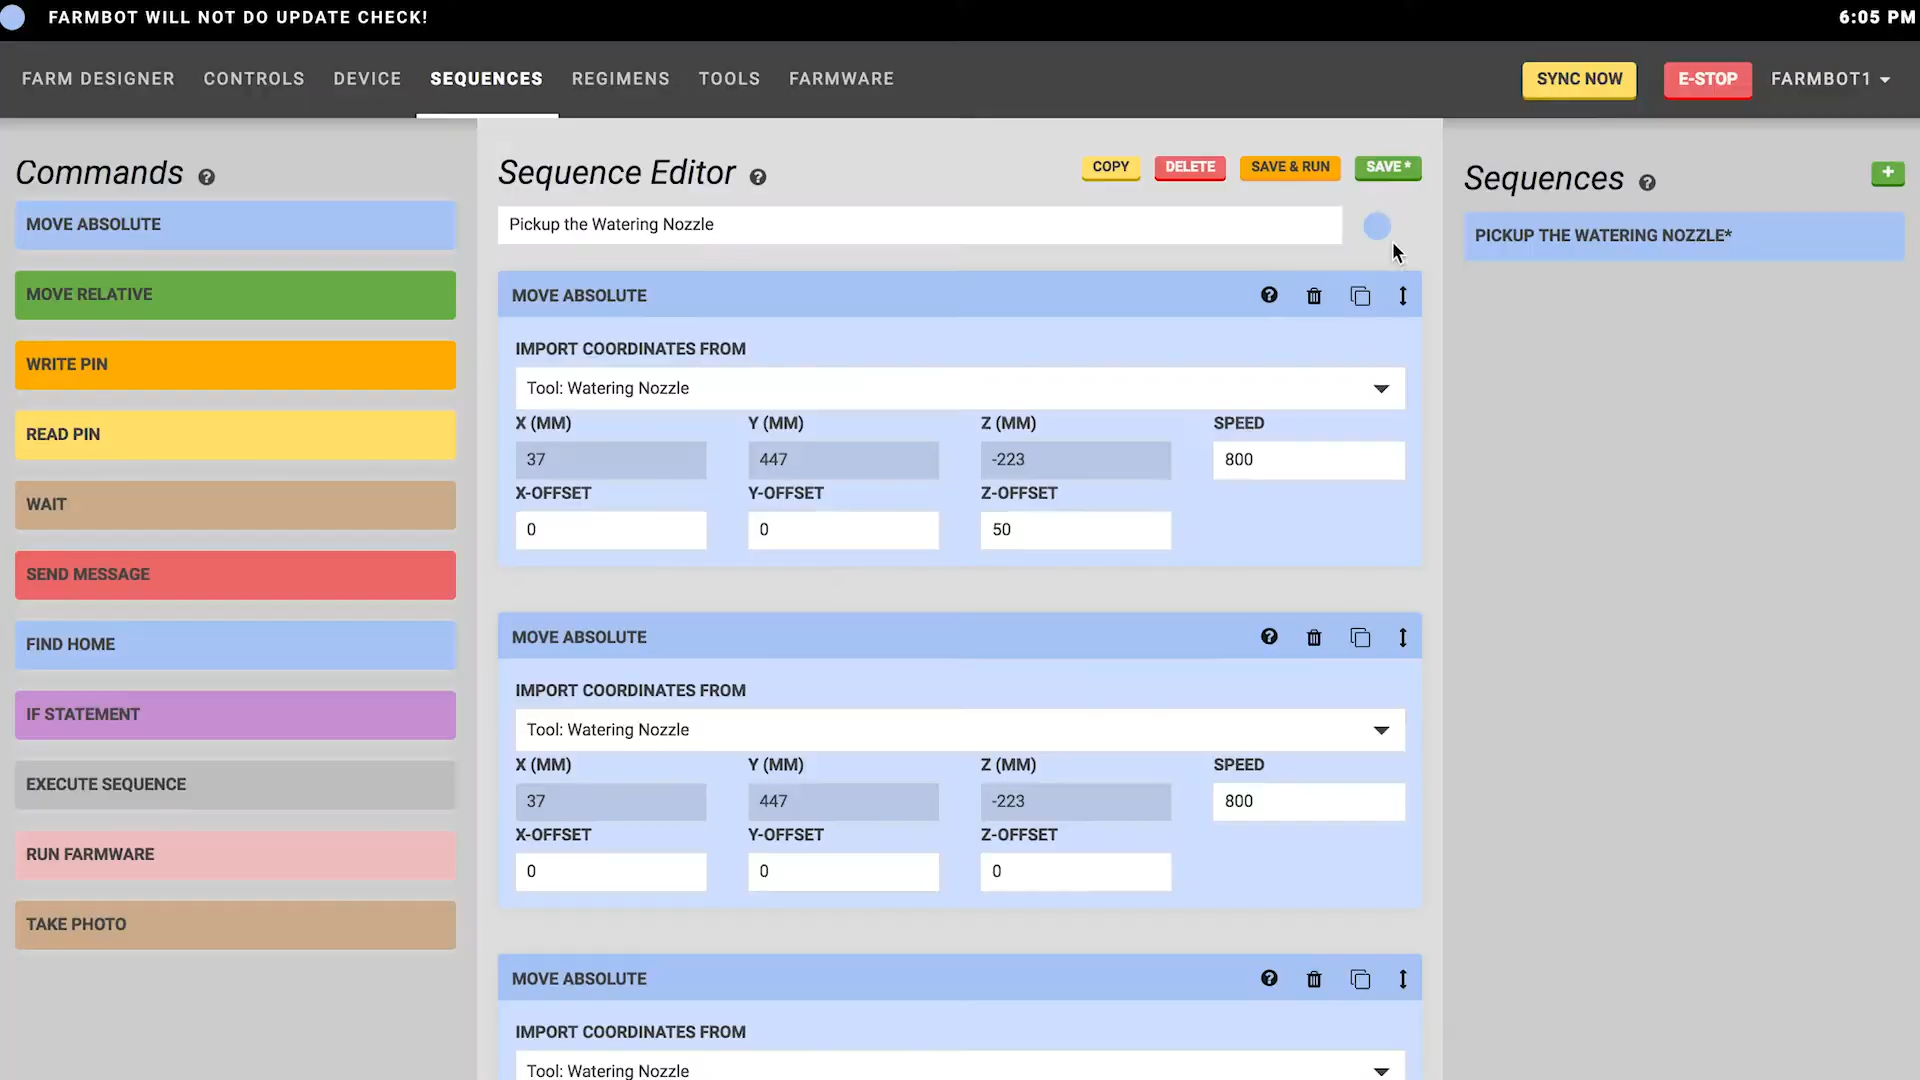 FARMBOT WILL NOT DO UPDATE CHECK!
6:05 PM
FARM DESIGNER CONTROLS DEVICE SEQUENCES REGIMENS TOOLS FARMWARE
SYNC NOW E-STOP FARMBOT1
Commands
MOVE ABSOLUTE
MOVE RELATIVE
WRITE PIN
READ PIN
WAIT
SEND MESSAGE
FIND HOME
IF STATEMENT
EXECUTE SEQUENCE
RUN FARMWARE
TAKE PHOTO
Sequence Editor
COPY DELETE SAVE & RUN SAVE *
Pickup the Watering Nozzle
MOVE ABSOLUTE
IMPORT COORDINATES FROM
Tool: Watering Nozzle
X (MM) Y (MM) Z (MM) SPEED
37 447 -223 800
X-OFFSET Y-OFFSET Z-OFFSET
0 0 50
MOVE ABSOLUTE
IMPORT COORDINATES FROM
Tool: Watering Nozzle
X (MM) Y (MM) Z (MM) SPEED
37 447 -223 800
X-OFFSET Y-OFFSET Z-OFFSET
0 0 0
MOVE ABSOLUTE
IMPORT COORDINATES FROM
Tool: Watering Nozzle
Sequences
+
PICKUP THE WATERING NOZZLE*